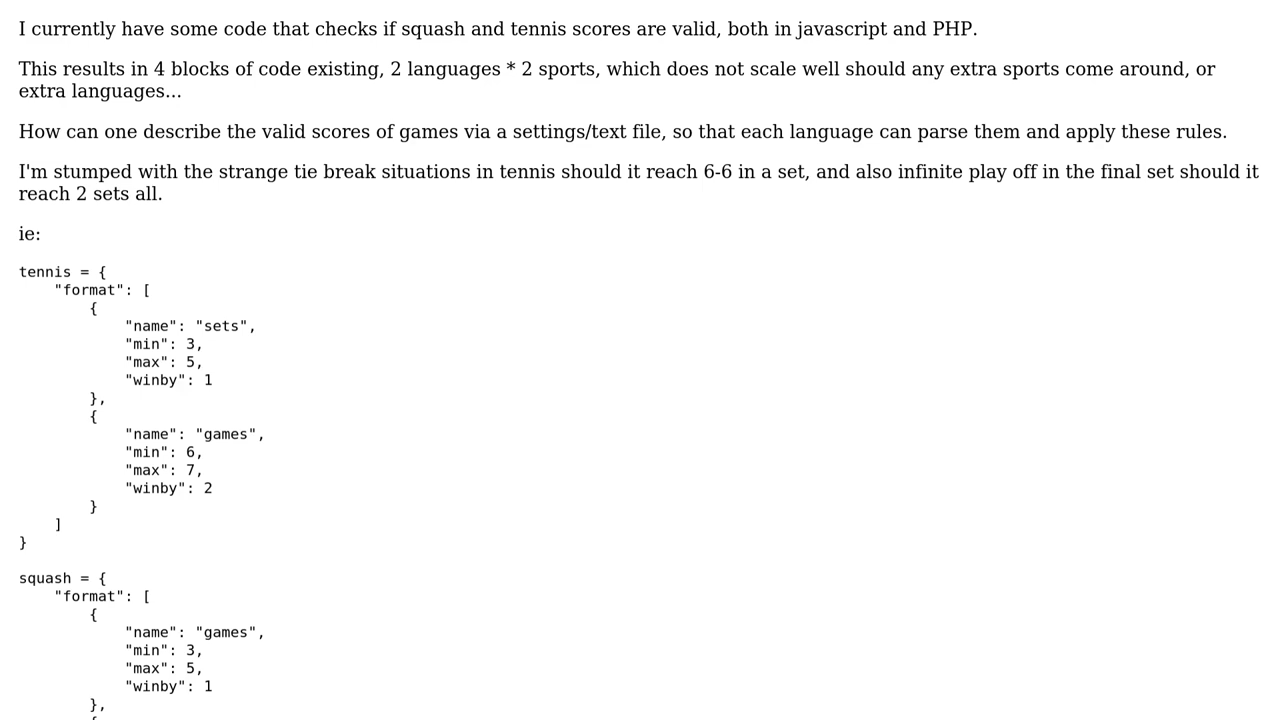 I currently have some code that checks if squash and tennis scores are valid, both in javascript and PHP.
This results in 4 blocks of code existing, 2 languages * 2 sports, which does not scale well should any extra sports come around, or
extra languages...
How can one describe the valid scores of games via a settings/text file, so that each language can parse them and apply these rules.
I'm stumped with the strange tie break situations in tennis should it reach 6-6 in a set, and also infinite play off in the final set should it
reach 2 sets all.
ie:
tennis = {
    "format": [
        {
            "name": "sets",
            "min": 3,
            "max": 5,
            "winby": 1
        },
        {
            "name": "games",
            "min": 6,
            "max": 7,
            "winby": 2
        }
    ]
}
squash = {
    "format": [
        {
            "name": "games",
            "min": 3,
            "max": 5,
            "winby": 1
        },